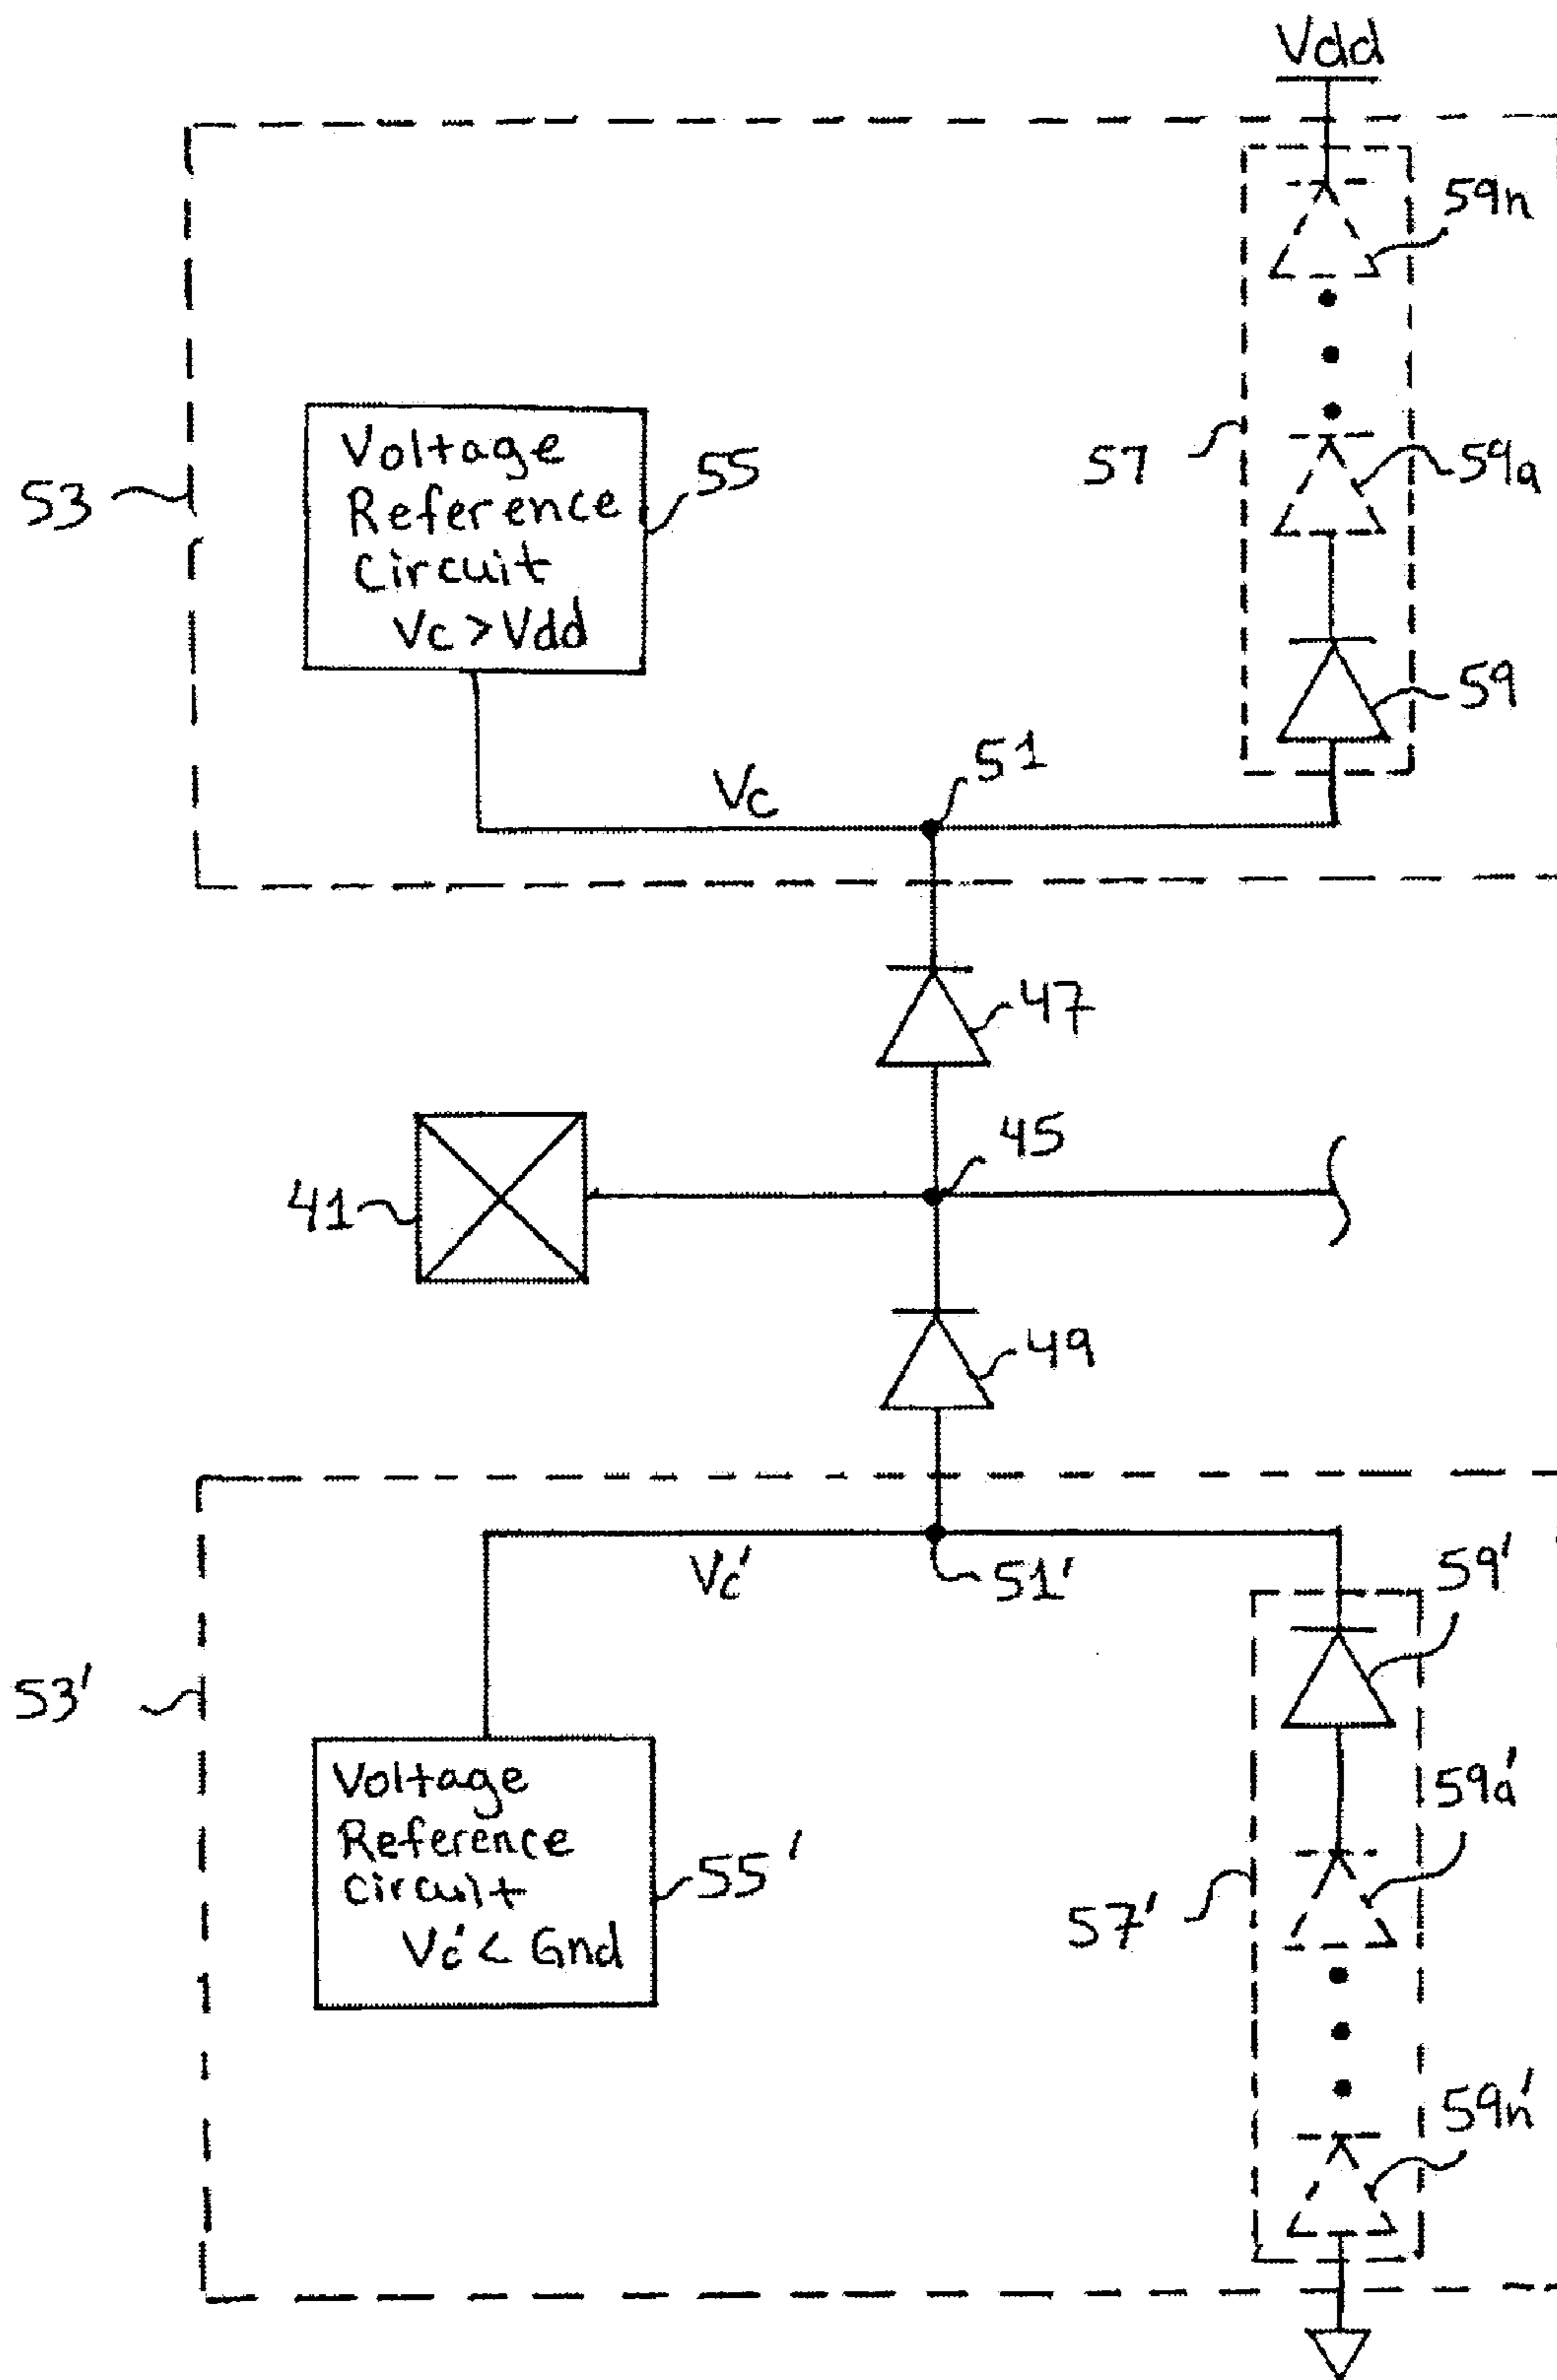 Vdd
59n
53
Voltage
Reference
Circuit
Vc > Vdd
55
57
59a
59
Vc
51
47
45
41
49
Vc'
51'
59'
53'
Voltage
Reference
Circuit
Vc' < Gnd
55'
57'
59a'
59n'